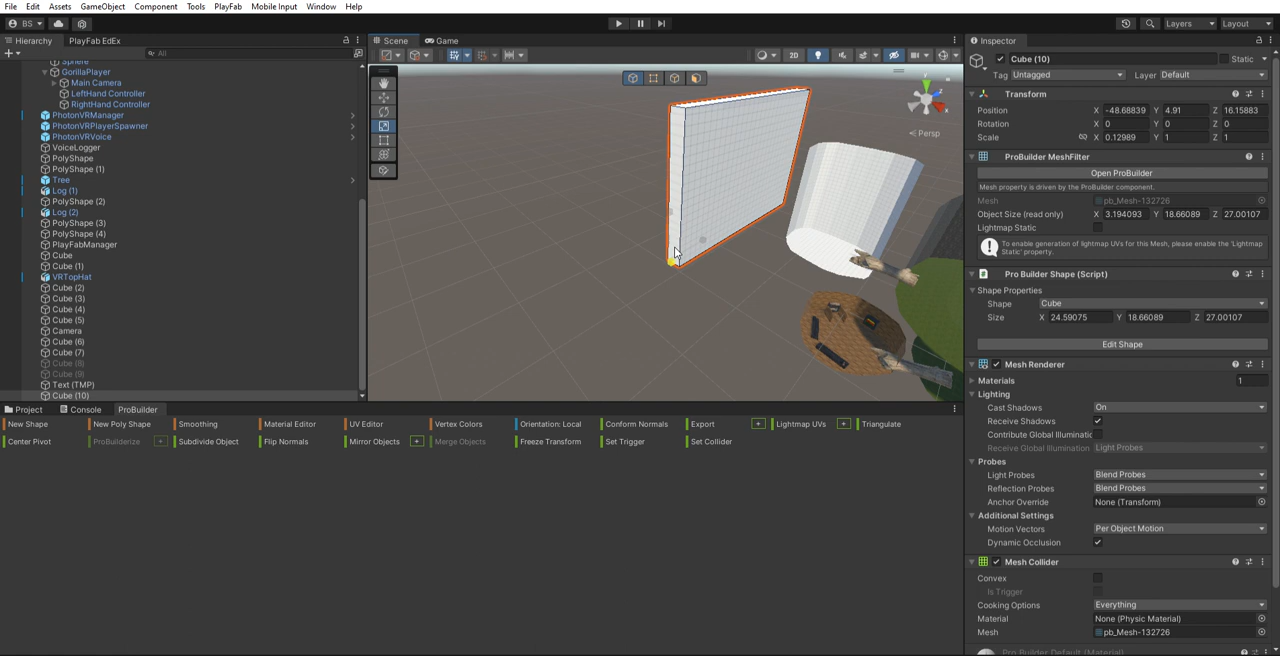 File Edit Assets GameObject Component Tools PlayFab Mobile Input Window Help
BS Layers Layout
Hierarchy PlayFab EdEx
All
Sphere
GorillaPlayer
Main Camera
LeftHand Controller
RightHand Controller
PhotonVRManager
PhotonVRPlayerSpawner
PhotonVRVoice
VoiceLogger
PolyShape
PolyShape (1)
Tree
Log (1)
PolyShape (2)
Log (2)
PolyShape (3)
PolyShape (4)
PlayFabManager
Cube
Cube (1)
VRTopHat
Cube (2)
Cube (3)
Cube (4)
Cube (5)
Camera
Cube (6)
Cube (7)
Cube (8)
Cube (9)
Text (TMP)
Cube (10)
Scene Game
2D
y
Persp
Project Console ProBuilder
New Shape New Poly Shape Smoothing Material Editor UV Editor Vertex Colors Orientation: Local Conform Normals Export + Lightmap UVs + Triangulate
Center Pivot ProBuilderize + Subdivide Object Flip Normals Mirror Objects + Merge Objects Freeze Transform Set Trigger Set Collider
Inspector
Cube (10) Static
Tag Untagged Layer Default
Transform
Position X -48.68839 Y 4.91 Z 16.15883
Rotation X 0 Y 0 Z 0
Scale X 0.12989 Y 1 Z 1
ProBuilder MeshFilter
Open ProBuilder
Mesh property is driven by the ProBuilder component.
Mesh pb_Mesh-132726
Object Size (read only) X 3.194093 Y 18.66089 Z 27.00107
Lightmap Static
To enable generation of lightmap UVs for this Mesh, please enable the 'Lightmap Static' property.
Pro Builder Shape (Script)
Shape Properties
Shape Cube
Size X 24.59075 Y 18.66089 Z 27.00107
Edit Shape
Mesh Renderer
Materials 1
Lighting
Cast Shadows On
Receive Shadows
Contribute Global Illuminatic
Receive Global Illumination Light Probes
Probes
Light Probes Blend Probes
Reflection Probes Blend Probes
Anchor Override None (Transform)
Additional Settings
Motion Vectors Per Object Motion
Dynamic Occlusion
Mesh Collider
Convex
Is Trigger
Cooking Options Everything
Material None (Physic Material)
Mesh pb_Mesh-132726
Pro Builder Default (Material)